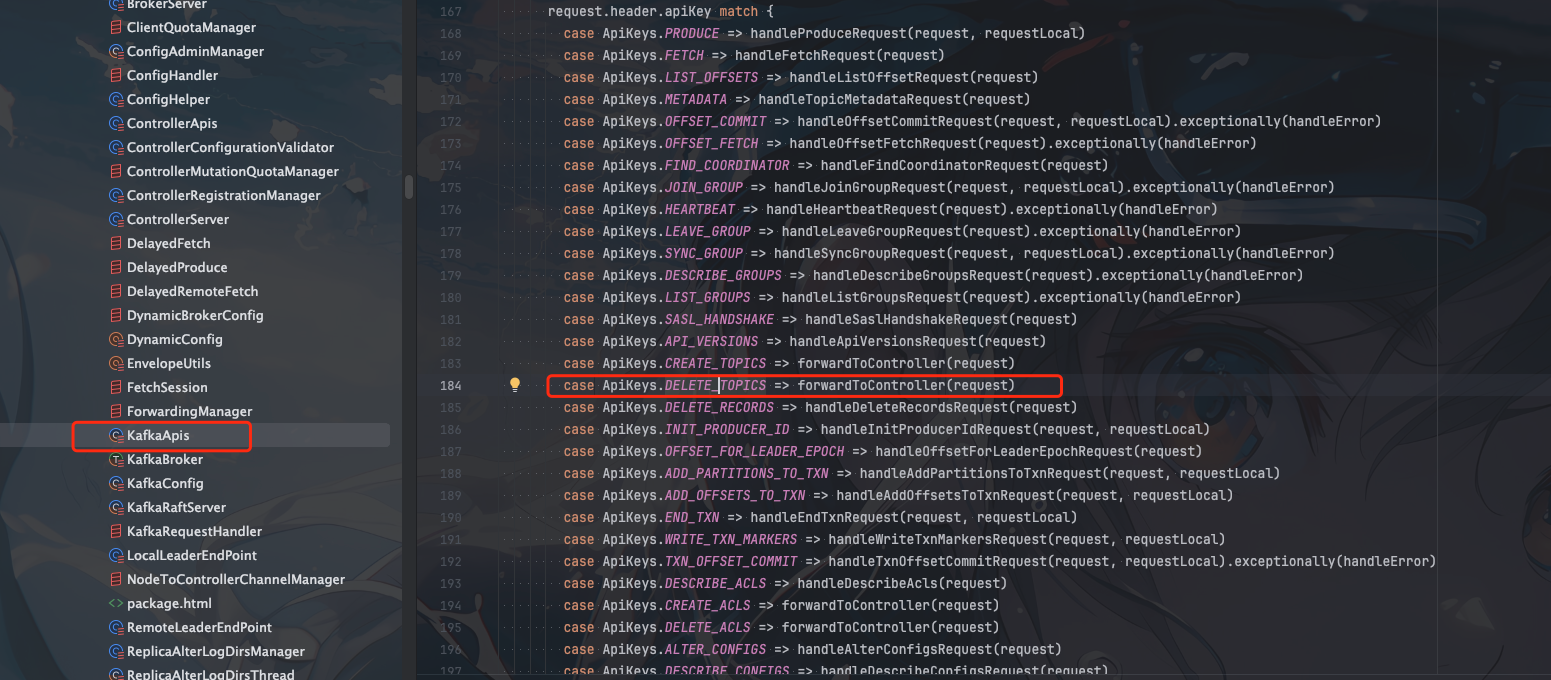 BrokerServer
ClientQuotaManager
ConfigAdminManager
ConfigHandler
ConfigHelper
ControllerApis
ControllerConfigurationValidator
ControllerMutationQuotaManager
ControllerRegistrationManager
ControllerServer
DelayedFetch
DelayedProduce
DelayedRemoteFetch
DynamicBrokerConfig
DynamicConfig
EnvelopeUtils
FetchSession
ForwardingManager
KafkaApis
KafkaBroker
KafkaConfig
KafkaRaftServer
KafkaRequestHandler
LocalLeaderEndPoint
NodeToControllerChannelManager
package.html
RemoteLeaderEndPoint
ReplicaAlterLogDirsManager
ReplicaAlterLogDirsThread
167 request.header.apiKey match {
168 case ApiKeys.PRODUCE => handleProduceRequest(request, requestLocal)
169 case ApiKeys.FETCH => handleFetchRequest(request)
170 case ApiKeys.LIST_OFFSETS => handleListOffsetRequest(request)
171 case ApiKeys.METADATA => handleTopicMetadataRequest(request)
172 case ApiKeys.OFFSET_COMMIT => handleOffsetCommitRequest(request, requestLocal).exceptionally(handleError)
173 case ApiKeys.OFFSET_FETCH => handleOffsetFetchRequest(request).exceptionally(handleError)
174 case ApiKeys.FIND_COORDINATOR => handleFindCoordinatorRequest(request)
175 case ApiKeys.JOIN_GROUP => handleJoinGroupRequest(request, requestLocal).exceptionally(handleError)
176 case ApiKeys.HEARTBEAT => handleHeartbeatRequest(request).exceptionally(handleError)
177 case ApiKeys.LEAVE_GROUP => handleLeaveGroupRequest(request).exceptionally(handleError)
178 case ApiKeys.SYNC_GROUP => handleSyncGroupRequest(request, requestLocal).exceptionally(handleError)
179 case ApiKeys.DESCRIBE_GROUPS => handleDescribeGroupsRequest(request).exceptionally(handleError)
180 case ApiKeys.LIST_GROUPS => handleListGroupsRequest(request).exceptionally(handleError)
181 case ApiKeys.SASL_HANDSHAKE => handleSaslHandshakeRequest(request)
182 case ApiKeys.API_VERSIONS => handleApiVersionsRequest(request)
183 case ApiKeys.CREATE_TOPICS => forwardToController(request)
184 case ApiKeys.DELETE_TOPICS => forwardToController(request)
185 case ApiKeys.DELETE_RECORDS => handleDeleteRecordsRequest(request)
186 case ApiKeys.INIT_PRODUCER_ID => handleInitProducerIdRequest(request, requestLocal)
187 case ApiKeys.OFFSET_FOR_LEADER_EPOCH => handleOffsetForLeaderEpochRequest(request)
188 case ApiKeys.ADD_PARTITIONS_TO_TXN => handleAddPartitionsToTxnRequest(request, requestLocal)
189 case ApiKeys.ADD_OFFSETS_TO_TXN => handleAddOffsetsToTxnRequest(request, requestLocal)
190 case ApiKeys.END_TXN => handleEndTxnRequest(request, requestLocal)
191 case ApiKeys.WRITE_TXN_MARKERS => handleWriteTxnMarkersRequest(request, requestLocal)
192 case ApiKeys.TXN_OFFSET_COMMIT => handleTxnOffsetCommitRequest(request, requestLocal).exceptionally(handleError)
193 case ApiKeys.DESCRIBE_ACLS => handleDescribeAcls(request)
194 case ApiKeys.CREATE_ACLS => forwardToController(request)
195 case ApiKeys.DELETE_ACLS => forwardToController(request)
196 case ApiKeys.ALTER_CONFIGS => handleAlterConfigsRequest(request)
197 case ApiKeys.DESCRIBE_CONFIGS => handleDescribeConfigsRequest(request)